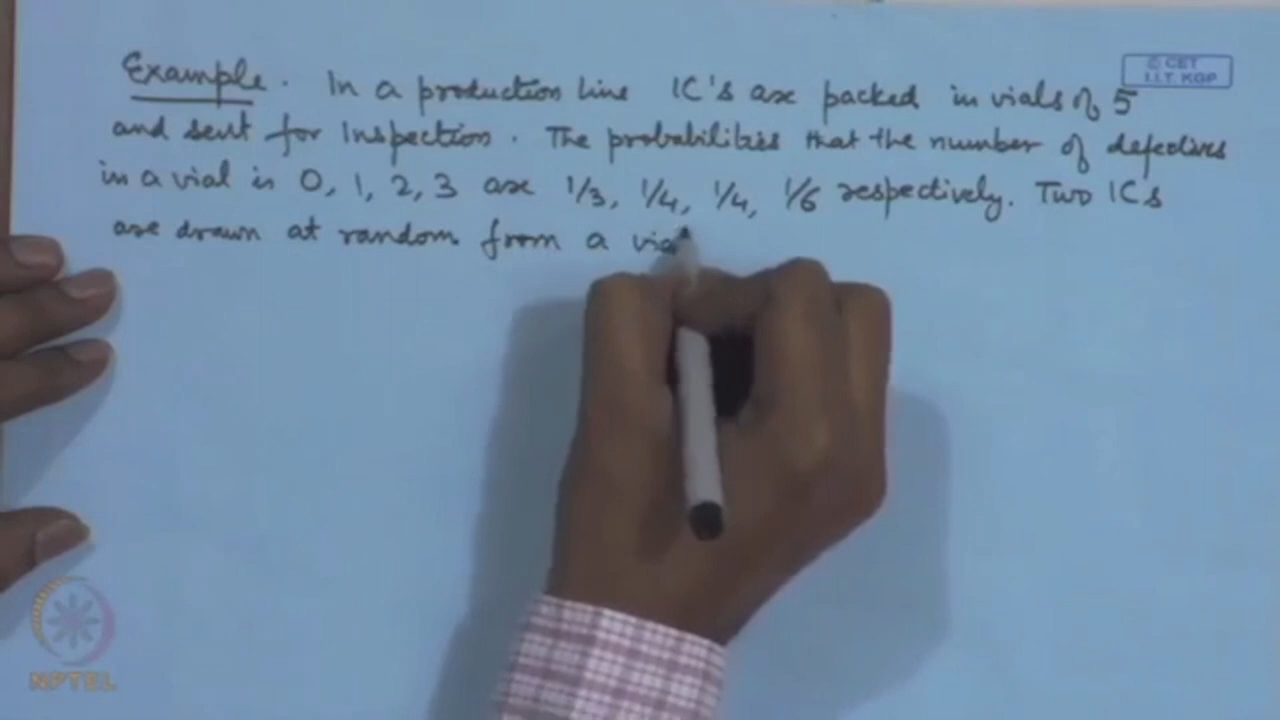 Example. In a production line IC's are packed in vials of 5
and sent for Inspection. The probabilities that the number of defectives
in a vial is 0, 1, 2, 3 are 1/3, 1/4, 1/4, 1/6 respectively. Two ICs
are drawn at random from a via
© CET
I.I.T. KGP
NPTEL